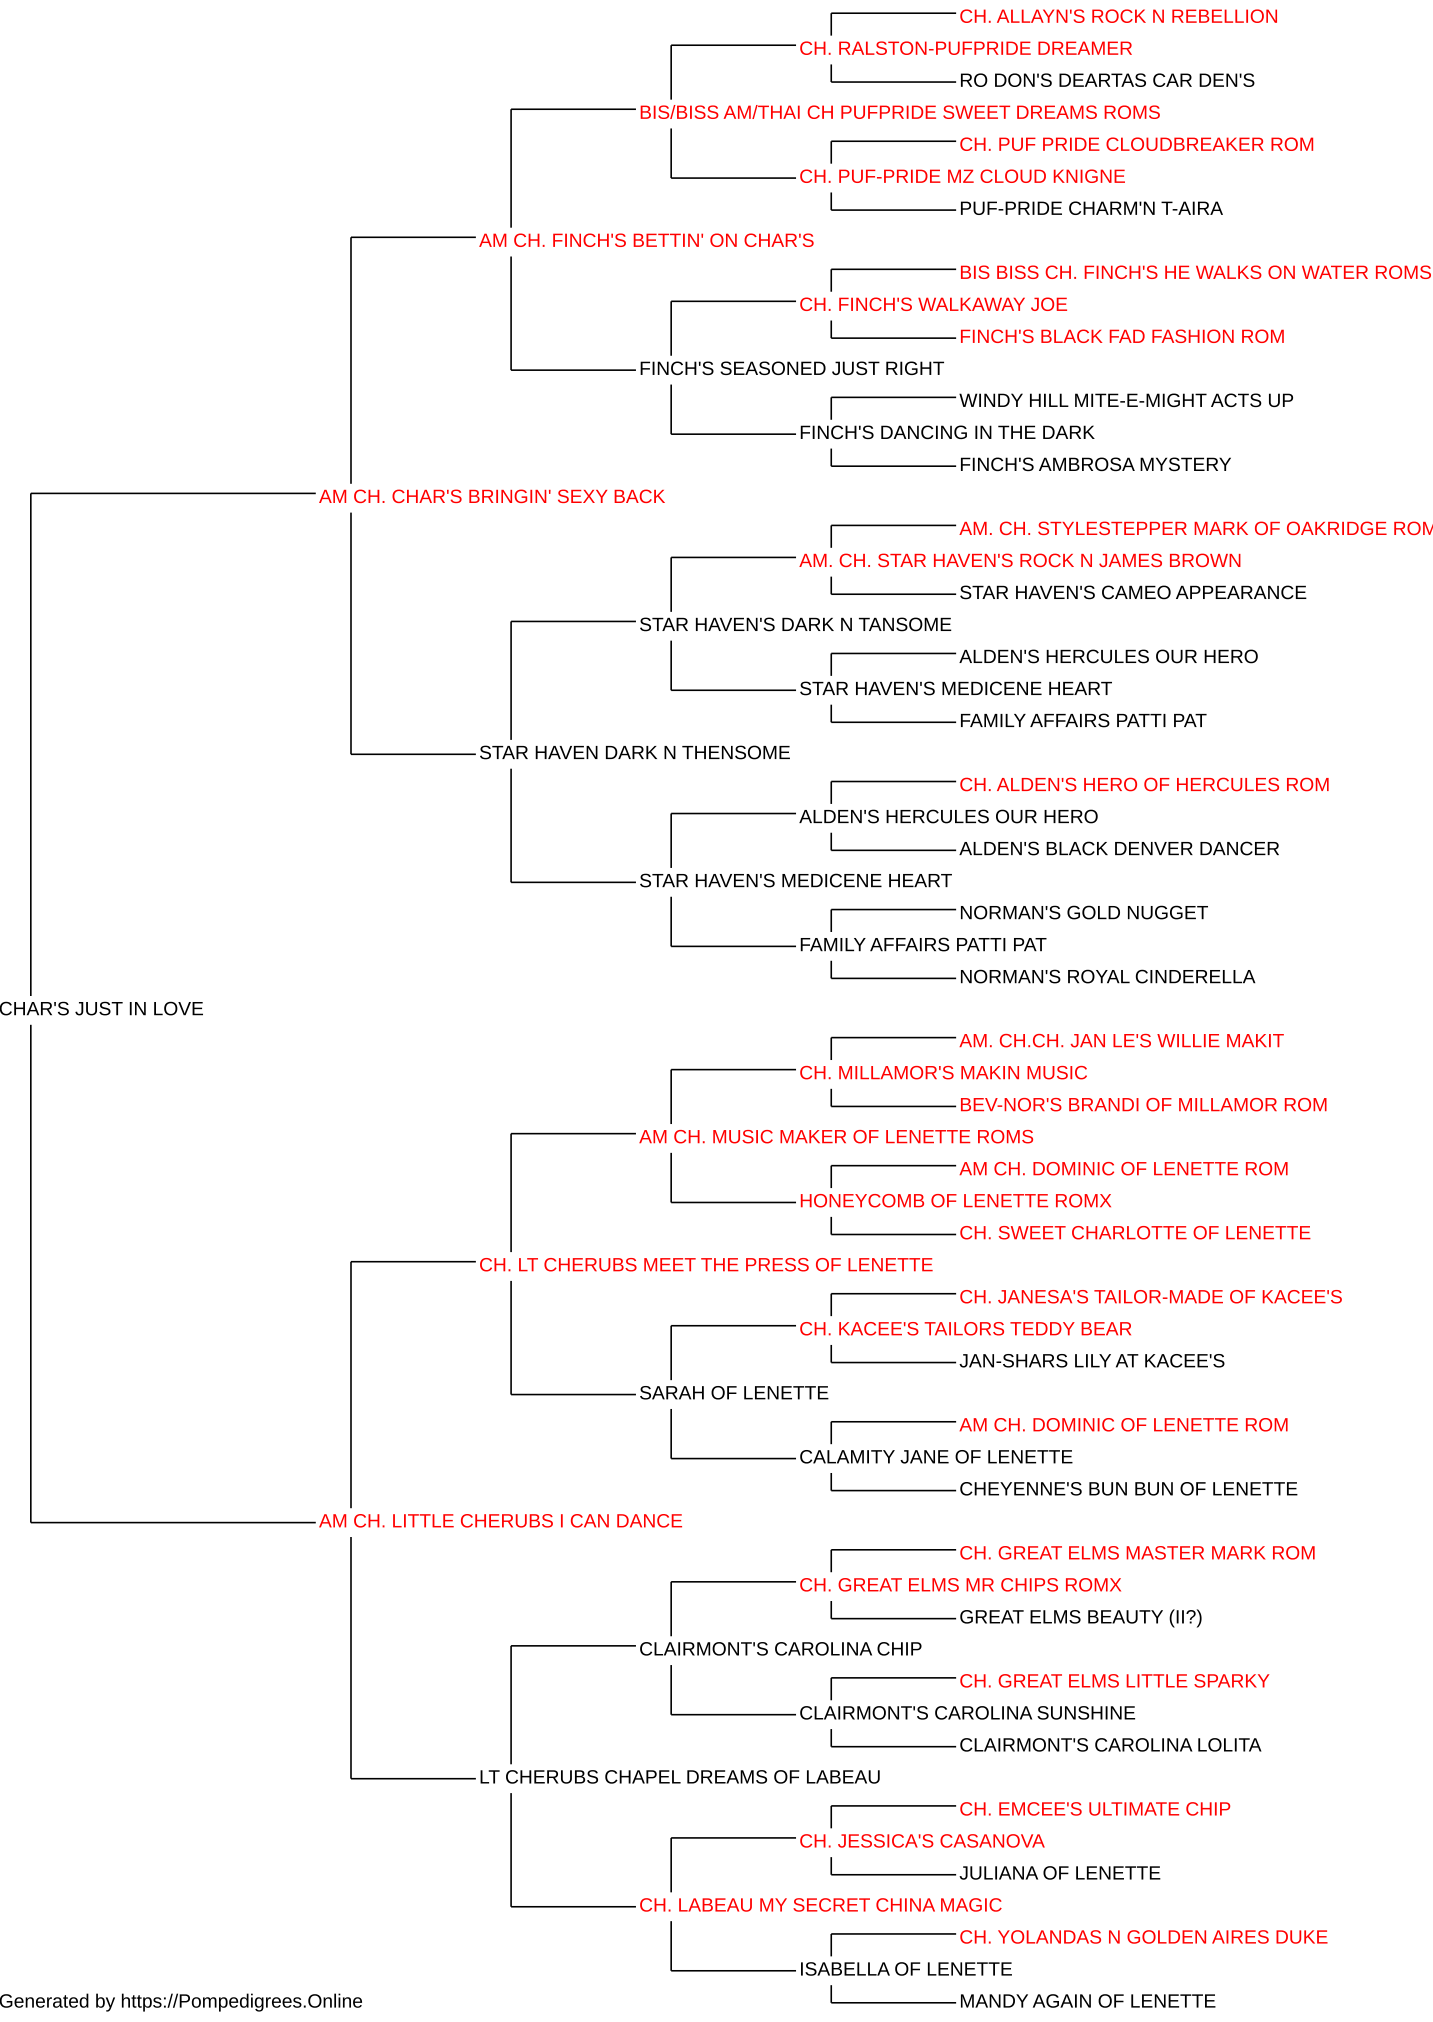 CH. ALLAYN'S ROCK N REBELLION
CH. RALSTON-PUFPRIDE DREAMER
RO DON'S DEARTAS CAR DEN'S
BIS/BISS AM/THAI CH PUFPRIDE SWEET DREAMS ROMS
CH. PUF PRIDE CLOUDBREAKER ROM
CH. PUF-PRIDE MZ CLOUD KNIGNE
PUF-PRIDE CHARM'N T-AIRA
AM CH. FINCH'S BETTIN' ON CHAR'S
BIS BISS CH. FINCH'S HE WALKS ON WATER ROMS
CH. FINCH'S WALKAWAY JOE
FINCH'S BLACK FAD FASHION ROM
FINCH'S SEASONED JUST RIGHT
WINDY HILL MITE-E-MIGHT ACTS UP
FINCH'S DANCING IN THE DARK
FINCH'S AMBROSA MYSTERY
AM CH. CHAR'S BRINGIN' SEXY BACK
AM. CH. STYLESTEPPER MARK OF OAKRIDGE ROM
AM. CH. STAR HAVEN'S ROCK N JAMES BROWN
STAR HAVEN'S CAMEO APPEARANCE
STAR HAVEN'S DARK N TANSOME
ALDEN'S HERCULES OUR HERO
STAR HAVEN'S MEDICENE HEART
FAMILY AFFAIRS PATTI PAT
STAR HAVEN DARK N THENSOME
CH. ALDEN'S HERO OF HERCULES ROM
ALDEN'S HERCULES OUR HERO
ALDEN'S BLACK DENVER DANCER
STAR HAVEN'S MEDICENE HEART
NORMAN'S GOLD NUGGET
FAMILY AFFAIRS PATTI PAT
NORMAN'S ROYAL CINDERELLA
CHAR'S JUST IN LOVE
AM. CH.CH. JAN LE'S WILLIE MAKIT
CH. MILLAMOR'S MAKIN MUSIC
BEV-NOR'S BRANDI OF MILLAMOR ROM
AM CH. MUSIC MAKER OF LENETTE ROMS
AM CH. DOMINIC OF LENETTE ROM
HONEYCOMB OF LENETTE ROMX
CH. SWEET CHARLOTTE OF LENETTE
CH. LT CHERUBS MEET THE PRESS OF LENETTE
CH. JANESA'S TAILOR-MADE OF KACEE'S
CH. KACEE'S TAILORS TEDDY BEAR
JAN-SHARS LILY AT KACEE'S
SARAH OF LENETTE
AM CH. DOMINIC OF LENETTE ROM
CALAMITY JANE OF LENETTE
CHEYENNE'S BUN BUN OF LENETTE
AM CH. LITTLE CHERUBS I CAN DANCE
CH. GREAT ELMS MASTER MARK ROM
CH. GREAT ELMS MR CHIPS ROMX
GREAT ELMS BEAUTY (II?)
CLAIRMONT'S CAROLINA CHIP
CH. GREAT ELMS LITTLE SPARKY
CLAIRMONT'S CAROLINA SUNSHINE
CLAIRMONT'S CAROLINA LOLITA
LT CHERUBS CHAPEL DREAMS OF LABEAU
CH. EMCEE'S ULTIMATE CHIP
CH. JESSICA'S CASANOVA
JULIANA OF LENETTE
CH. LABEAU MY SECRET CHINA MAGIC
CH. YOLANDAS N GOLDEN AIRES DUKE
ISABELLA OF LENETTE
MANDY AGAIN OF LENETTE
Generated by https://Pompedigrees.Online